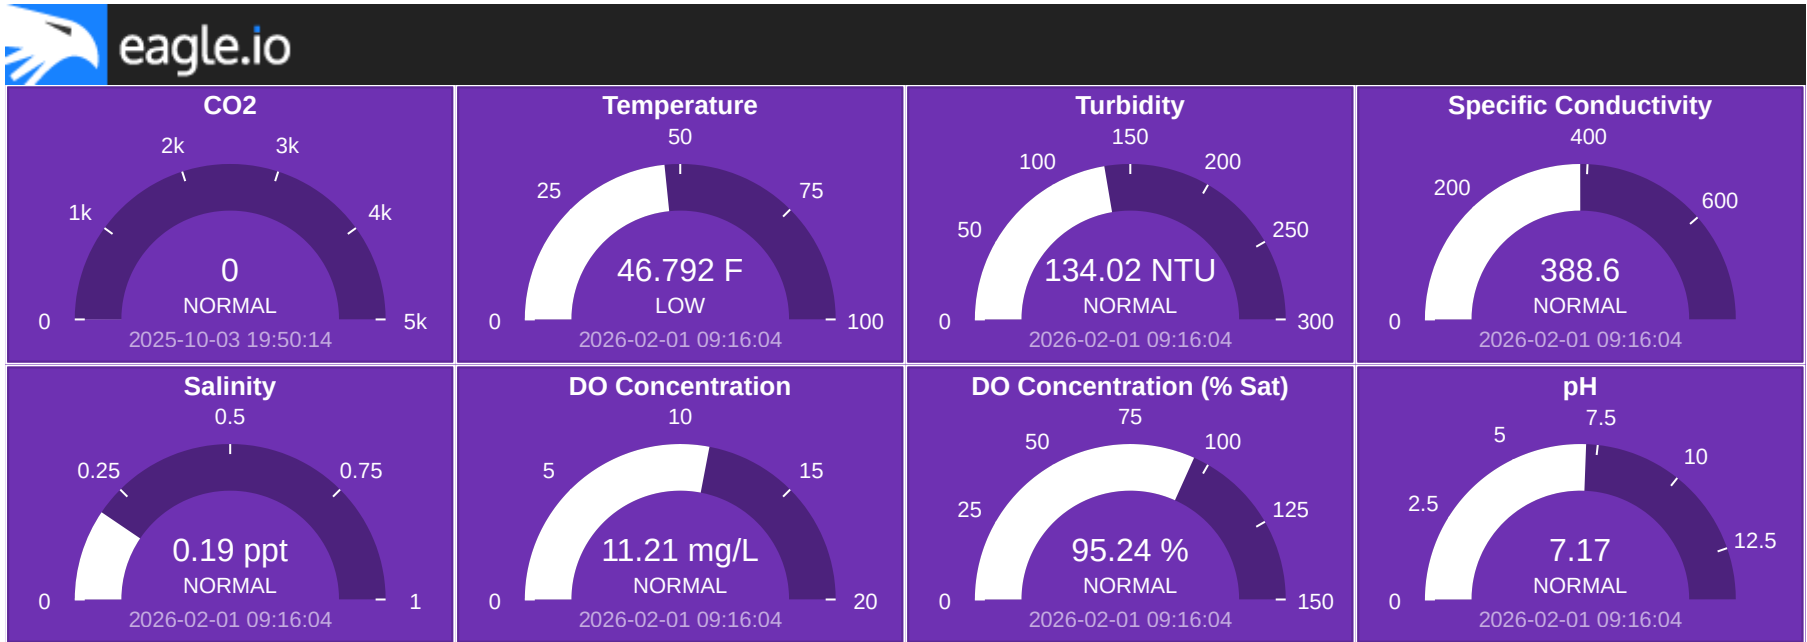 eagle.io
CO2
0
1k
2k
3k
4k
5k
0
NORMAL
2025-10-03 19:50:14
Temperature
0
25
50
75
100
46.792 F
LOW
2026-02-01 09:16:04
Turbidity
0
50
100
150
200
250
300
134.02 NTU
NORMAL
2026-02-01 09:16:04
Specific Conductivity
0
200
400
600
388.6
NORMAL
2026-02-01 09:16:04
Salinity
0
0.25
0.5
0.75
1
0.19 ppt
NORMAL
2026-02-01 09:16:04
DO Concentration
0
5
10
15
20
11.21 mg/L
NORMAL
2026-02-01 09:16:04
DO Concentration (% Sat)
0
25
50
75
100
125
150
95.24 %
NORMAL
2026-02-01 09:16:04
pH
0
2.5
5
7.5
10
12.5
7.17
NORMAL
2026-02-01 09:16:04